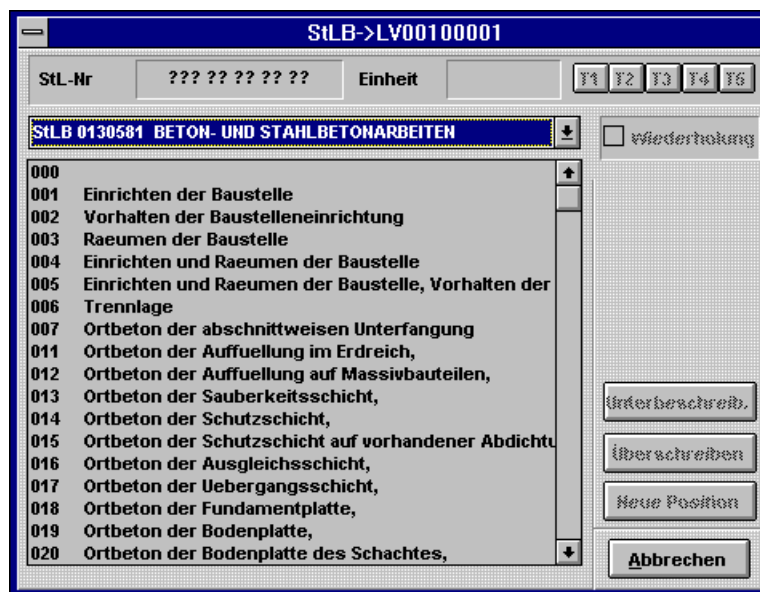 StLB->LV00100001
StL-Nr ??? ?? ?? ?? ?? Einheit T1 T2 T3 T4 T5
StLB 0130581 BETON- UND STAHLBETONARBEITEN
Wiederholung
000
001 Einrichten der Baustelle
002 Vorhalten der Baustelleneinrichtung
003 Raeumen der Baustelle
004 Einrichten und Raeumen der Baustelle
005 Einrichten und Raeumen der Baustelle, Vorhalten der
006 Trennlage
007 Ortbeton der abschnittweisen Unterfangung
011 Ortbeton der Auffuellung im Erdreich,
012 Ortbeton der Auffuellung auf Massivbauteilen,
013 Ortbeton der Sauberkeitsschicht,
014 Ortbeton der Schutzschicht,
015 Ortbeton der Schutzschicht auf vorhandener Abdichtu
016 Ortbeton der Ausgleichsschicht,
017 Ortbeton der Uebergangsschicht,
018 Ortbeton der Fundamentplatte,
019 Ortbeton der Bodenplatte,
020 Ortbeton der Bodenplatte des Schachtes,
Unterbeschreib.
Überschreiben
Neue Position
Abbrechen